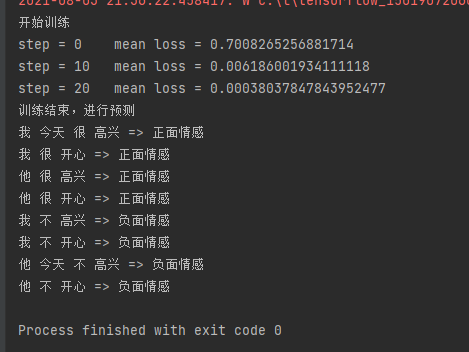 开始训练
step = 0   mean loss = 0.7008265256881714
step = 10   mean loss = 0.006186001934111118
step = 20   mean loss = 0.00038037847843952477
训练结束，进行预测
我 今天 很 高兴 => 正面情感
我 很 开心 => 正面情感
他 很 高兴 => 正面情感
他 很 开心 => 正面情感
我 不 高兴 => 负面情感
我 不 开心 => 负面情感
他 今天 不 高兴 => 负面情感
他 不 开心 => 负面情感
Process finished with exit code 0